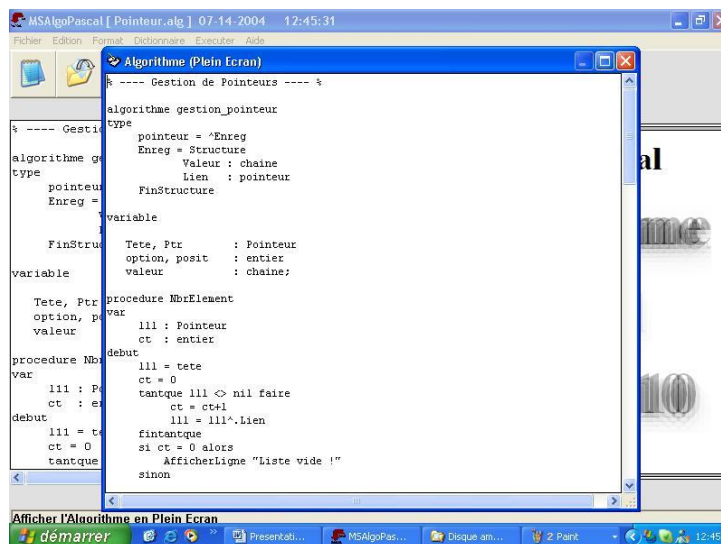 MSAlgoPascal [ Pointeur.alg ] 07-14-2004 12:45:31
Fichier Edition Format Dictionnaire Executer Aide
Algorithme (Plein Ecran)
% ---- Gestion de Pointeurs ---- %
algorithme gestion_pointeur
type
pointeur = ^Enreg
Enreg = Structure
Valeur : chaine
Lien : pointeur
FinStructure
variable
Tete, Ptr : Pointeur
option, posit : entier
valeur : chaine;
procedure NbrElement
var
lll : Pointeur
ct : entier
debut
lll = tete
ct = 0
tantque lll <> nil faire
ct = ct+1
lll = lll^.Lien
fintantque
si ct = 0 alors
AfficherLigne "Liste vide !"
sinon
% ---- Gestio
algorithme ge
type
pointeu
Enreg =
FinStruc
variable
Tete, Ptr
option, po
valeur
procedure Nbr
var
lll : Po
ct : en
debut
lll = te
ct = 0
tantque
al
me
10
Afficher l'Algorithme en Plein Ecran
démarrer
Presentati...
MSAlgoPas...
Disque am...
2 Paint
12:45